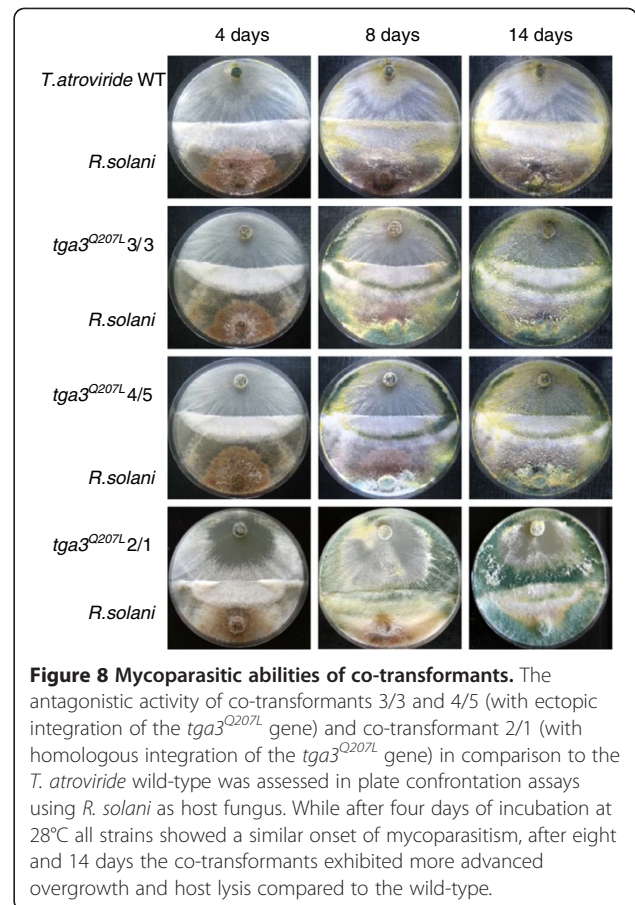 4 days 8 days 14 days
T.atroviride WT
R.solani
tga3Q207L 3/3
R.solani
tga3Q207L 4/5
R.solani
tga3Q207L 2/1
R.solani
Figure 8 Mycoparasitic abilities of co-transformants. The
antagonistic activity of co-transformants 3/3 and 4/5 (with ectopic
integration of the tga3Q207L gene) and co-transformant 2/1 (with
homologous integration of the tga3Q207L gene) in comparison to the
T. atroviride wild-type was assessed in plate confrontation assays
using R. solani as host fungus. While after four days of incubation at
28°C all strains showed a similar onset of mycoparasitism, after eight
and 14 days the co-transformants exhibited more advanced
overgrowth and host lysis compared to the wild-type.